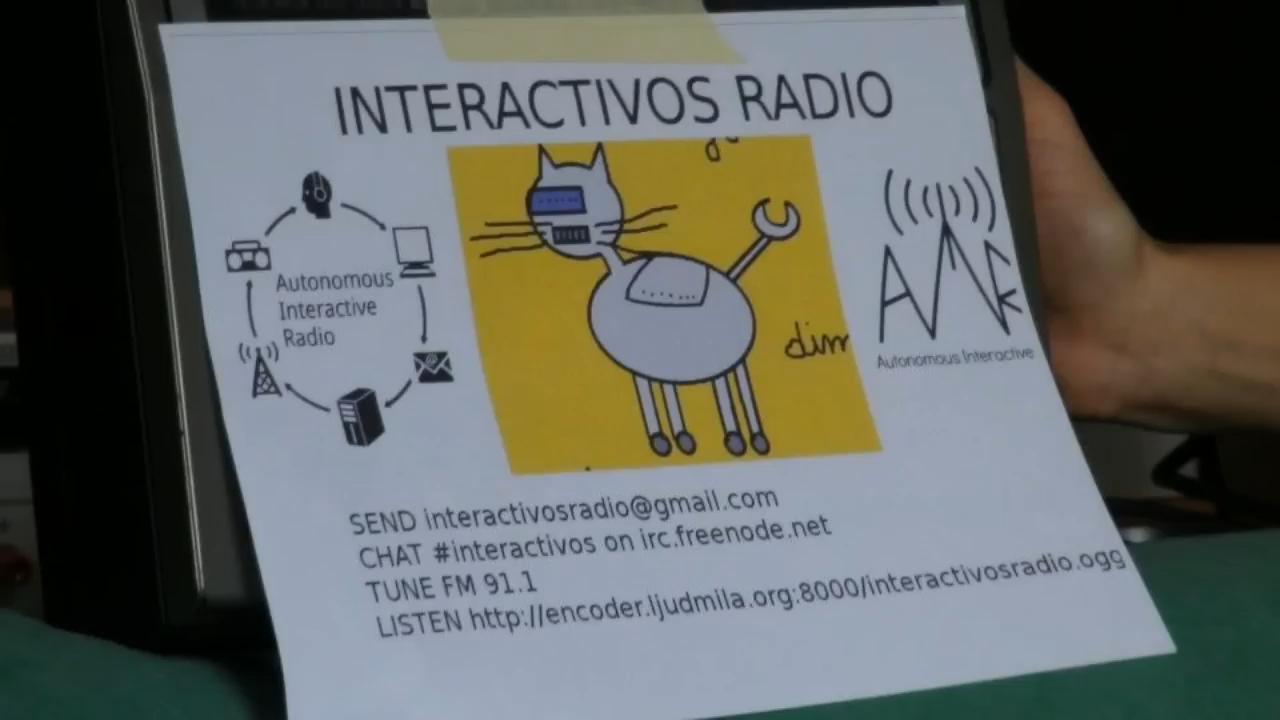 INTERACTIVOS RADIO
Autonomous
Interactive
Radio
dim
AIR
Autonomous Interactive
SEND interactivosradio@gmail.com
CHAT #interactivos on irc.freenode.net
TUNE FM 91.1
LISTEN http://encoder.ljudmila.org:8000/interactivosradio.ogg